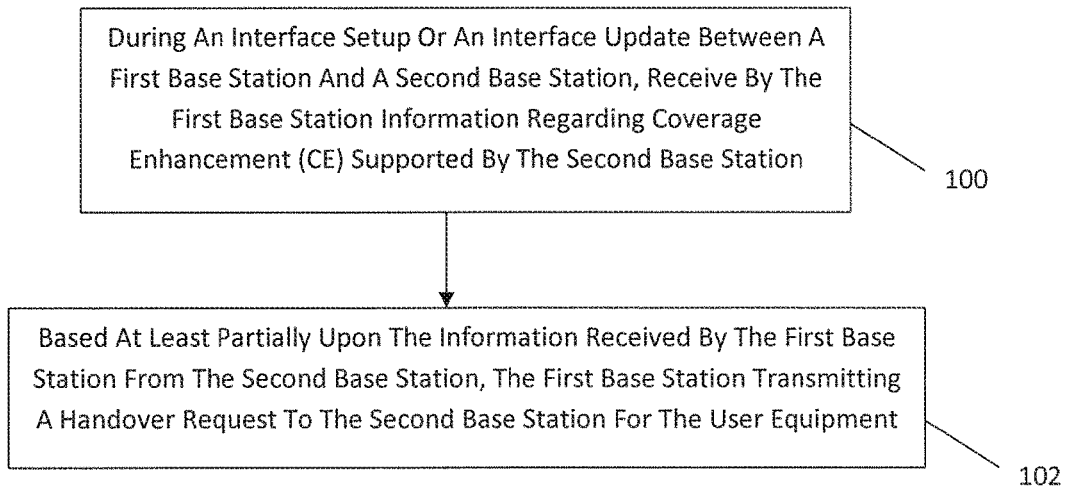 During An Interface Setup Or An Interface Update Between A
First Base Station And A Second Base Station, Receive By The
First Base Station Information Regarding Coverage
Enhancement (CE) Supported By The Second Base Station
100
Based At Least Partially Upon The Information Received By The First Base
Station From The Second Base Station, The First Base Station Transmitting
A Handover Request To The Second Base Station For The User Equipment
102